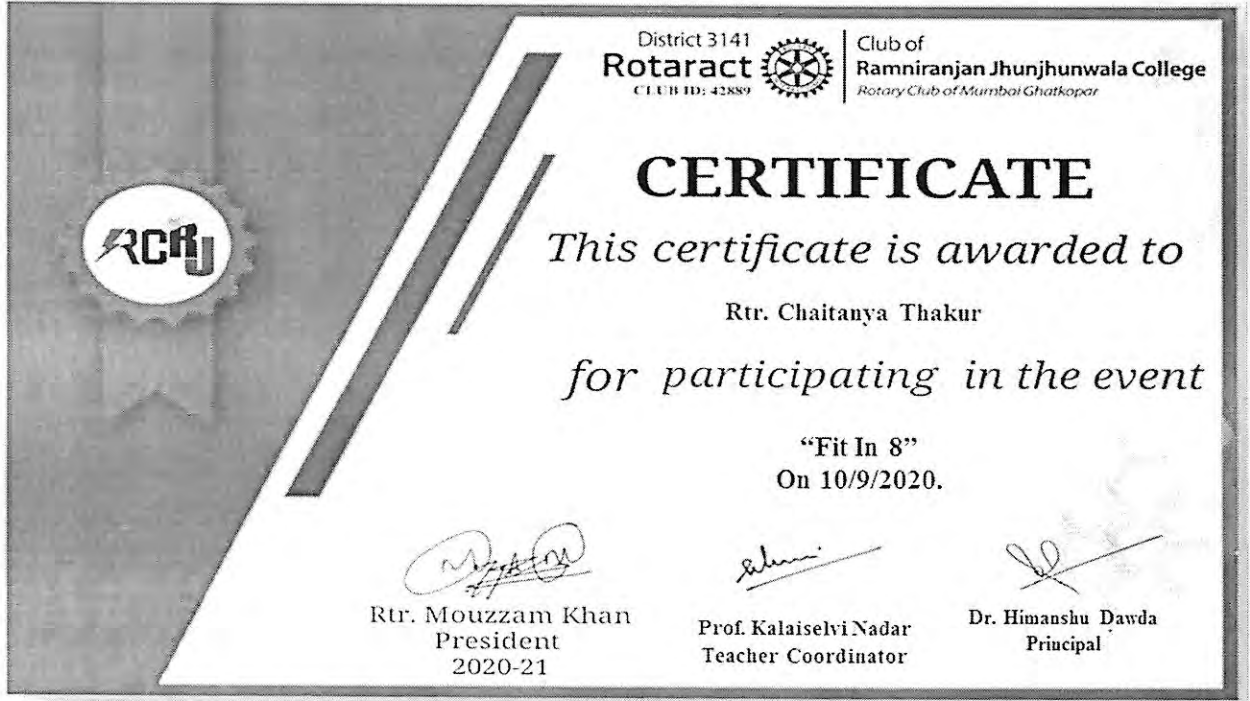 District 3141
Rotaract
CLUB ID: 42889
Club of
Ramniranjan Jhunjhunwala College
Rotary Club of Mumbai Ghatkopar
RCRJ
CERTIFICATE
This certificate is awarded to
Rtr. Chaitanya Thakur
for participating in the event
“Fit In 8”
On 10/9/2020.
Rtr. Mouzzam Khan
President
2020-21
Prof. Kalaiselvi Nadar
Teacher Coordinator
Dr. Himanshu Dawda
Principal